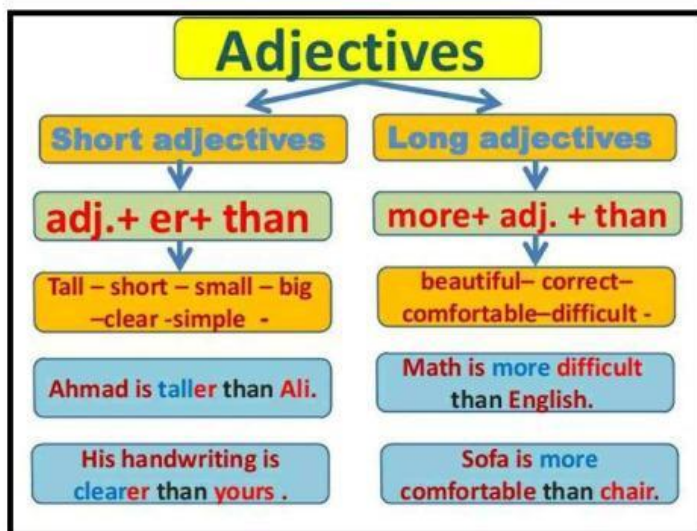 Adjectives
Short adjectives
adj.+ er+ than
Tall – short – small – big
–clear -simple -
Ahmad is taller than Ali.
His handwriting is
clearer than yours .
Long adjectives
more+ adj. + than
beautiful– correct–
comfortable–difficult -
Math is more difficult
than English.
Sofa is more
comfortable than chair.